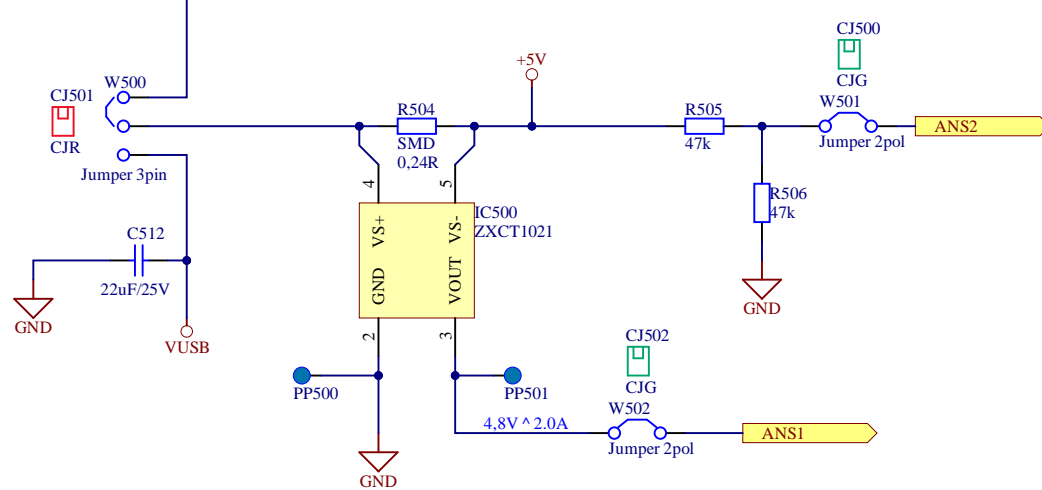 CJ500
CJG
+5V
W500
CJ501
CJR
Jumper 3pin
R504
SMD
0,24R
R505
47k
W501
Jumper 2pol
ANS2
4
5
VS+
VS-
GND
VOUT
IC500
ZXCT1021
R506
47k
GND
C512
22uF/25V
GND
VUSB
2
3
PP500
PP501
CJ502
CJG
W502
4,8V ^ 2.0A
Jumper 2pol
ANS1
GND